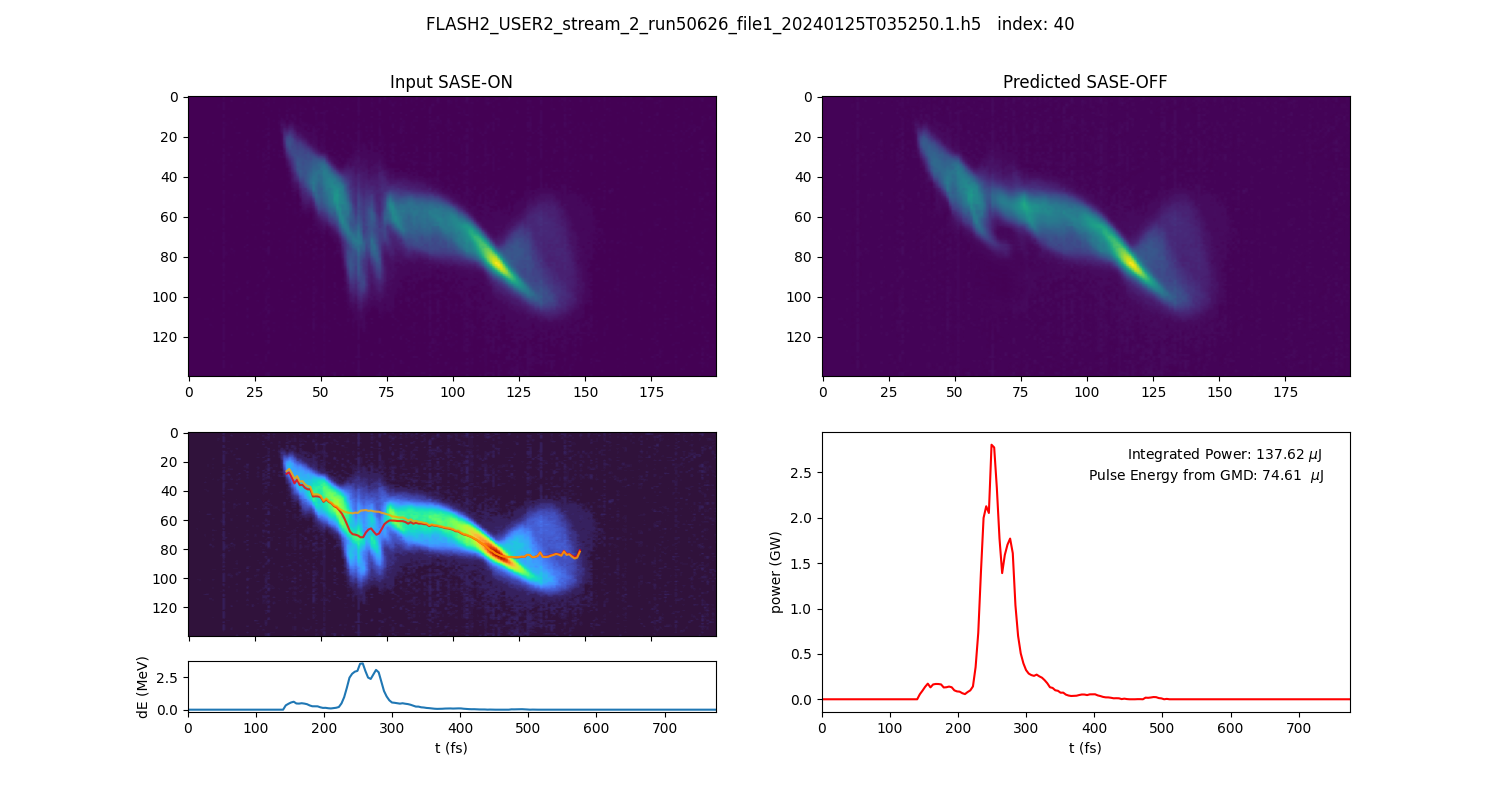 FLASH2_USER2_stream_2_run50626_file1_20240125T035250.1.h5   index: 40
Input SASE-ON
0
20
40
60
80
100
120
0 25 50 75 100 125 150 175
Predicted SASE-OFF
0
20
40
60
80
100
120
0 25 50 75 100 125 150 175
0
20
40
60
80
100
120
dE (MeV)
2.5
0.0
0 100 200 300 400 500 600 700
t (fs)
Integrated Power: 137.62 μJ
Pulse Energy from GMD: 74.61 μJ
power (GW)
2.5
2.0
1.5
1.0
0.5
0.0
0 100 200 300 400 500 600 700
t (fs)